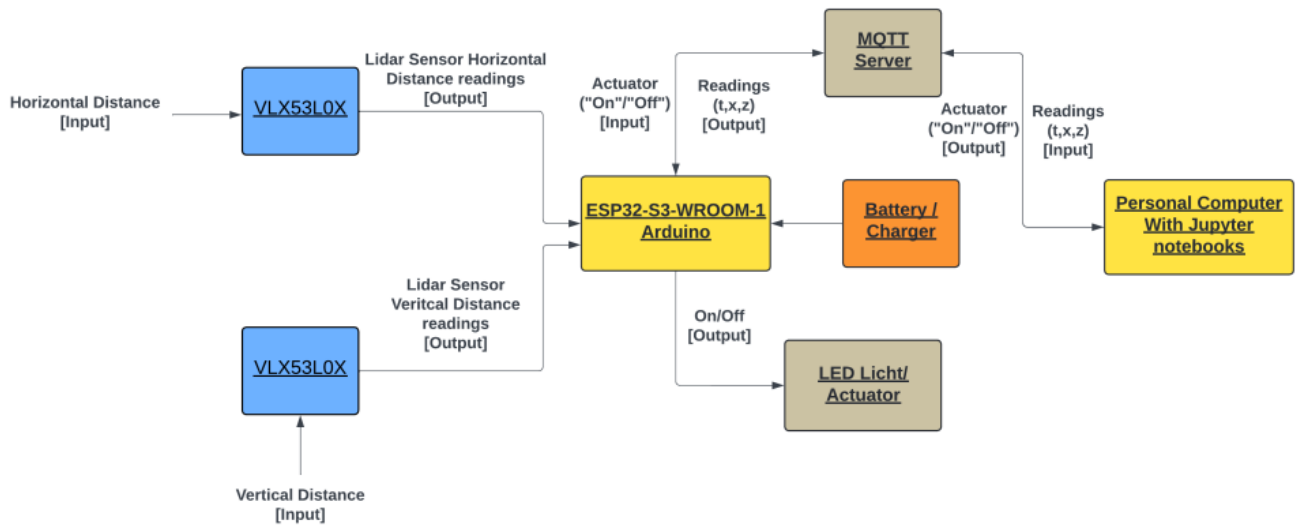 Horizontal Distance
[Input]
VLX53L0X
Lidar Sensor Horizontal
Distance readings
[Output]
Actuator
("On"/"Off")
[Input]
Readings
(t,x,z)
[Output]
MQTT
Server
Actuator
("On"/"Off")
[Output]
Readings
(t,x,z)
[Input]
ESP32-S3-WROOM-1
Arduino
Battery /
Charger
Personal Computer
With Jupyter
notebooks
Lidar Sensor
Veritcal Distance
readings
[Output]
VLX53L0X
On/Off
[Output]
LED Licht/
Actuator
Vertical Distance
[Input]